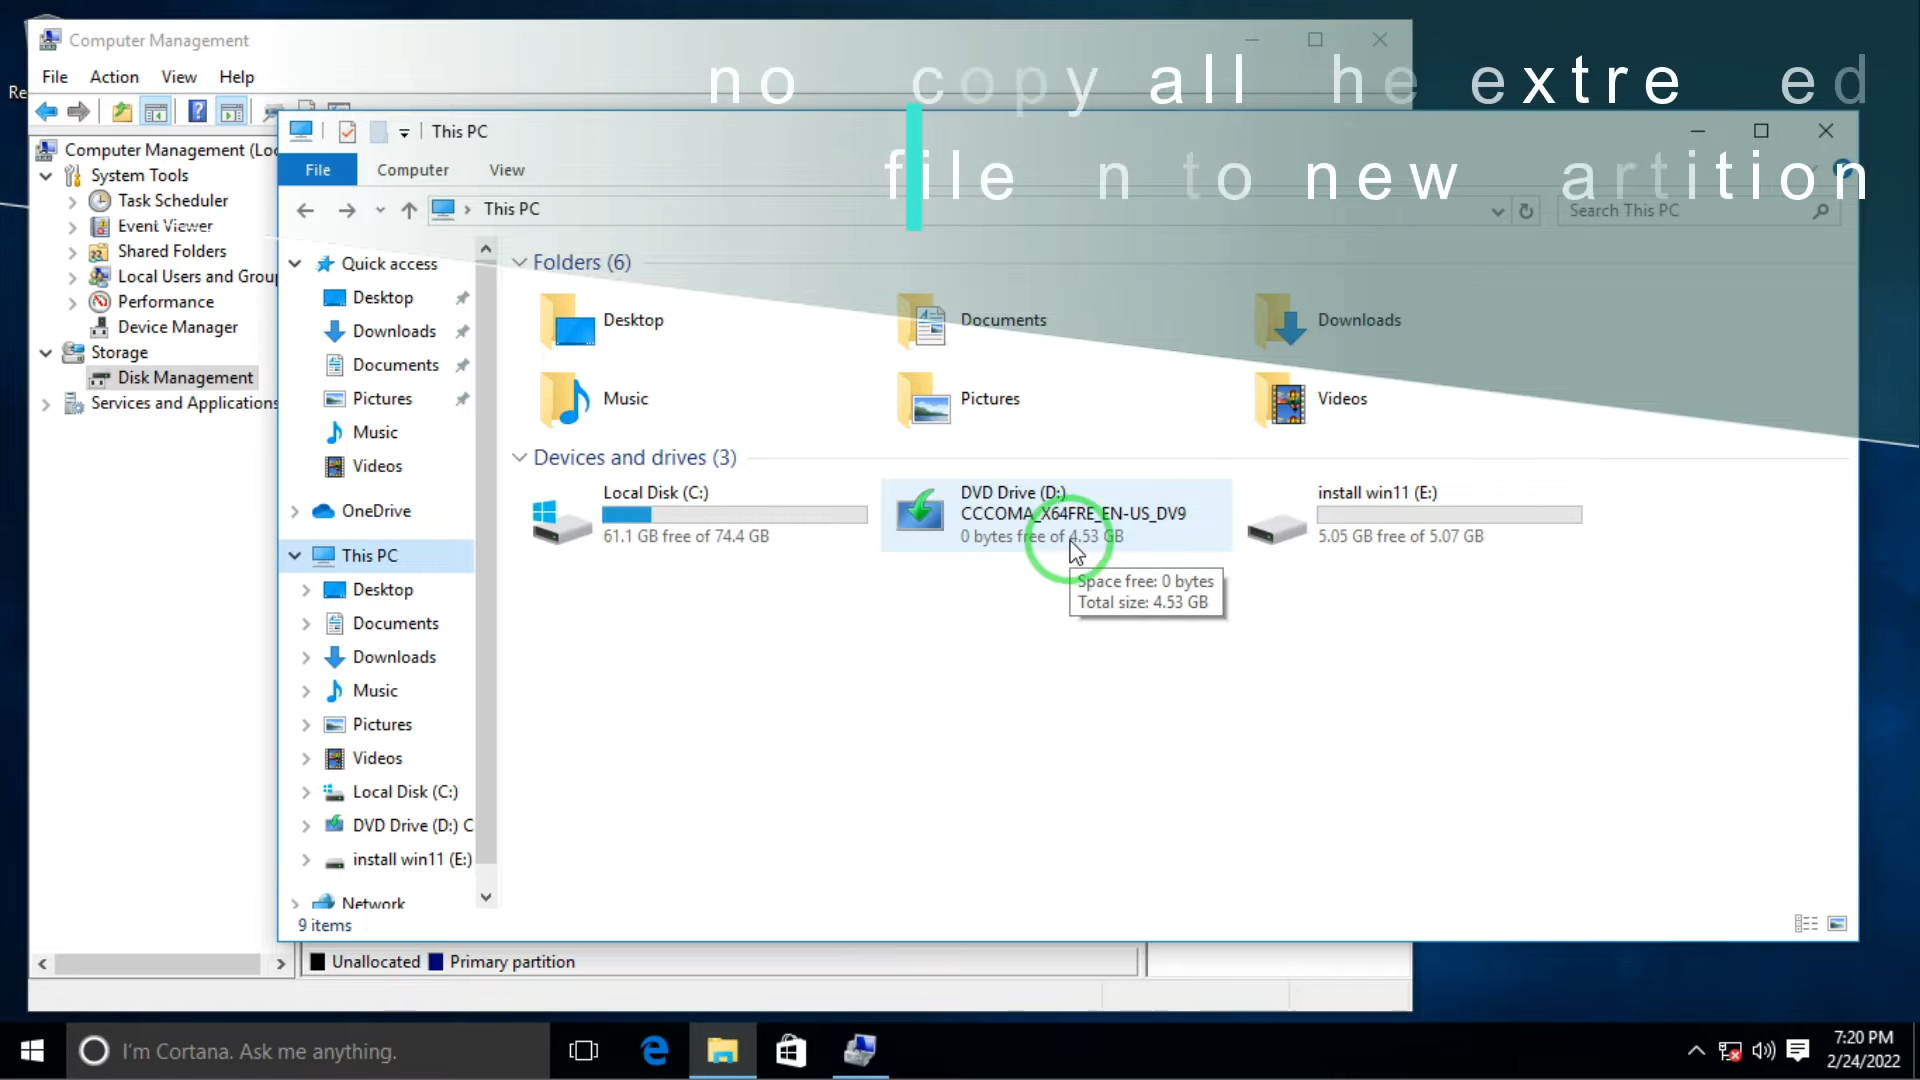 Computer Management
File Action View Help
no copy all he extre ed
file n to new artition
Computer Management (Loc
System Tools
Task Scheduler
Event Viewer
Shared Folders
Local Users and Grou
Performance
Device Manager
Storage
Disk Management
Services and Applications
This PC
File Computer View
This PC
Search This PC
Quick access
Desktop
Downloads
Documents
Pictures
Music
Videos
OneDrive
This PC
Desktop
Documents
Downloads
Music
Pictures
Videos
Local Disk (C:)
DVD Drive (D:) C
install win11 (E:)
Network
Folders (6)
Desktop
Documents
Downloads
Music
Pictures
Videos
Devices and drives (3)
Local Disk (C:)
61.1 GB free of 74.4 GB
DVD Drive (D:)
CCCOMA_X64FRE_EN-US_DV9
0 bytes free of 4.53 GB
install win11 (E:)
5.05 GB free of 5.07 GB
Space free: 0 bytes
Total size: 4.53 GB
9 items
Unallocated Primary partition
I'm Cortana. Ask me anything.
7:20 PM
2/24/2022